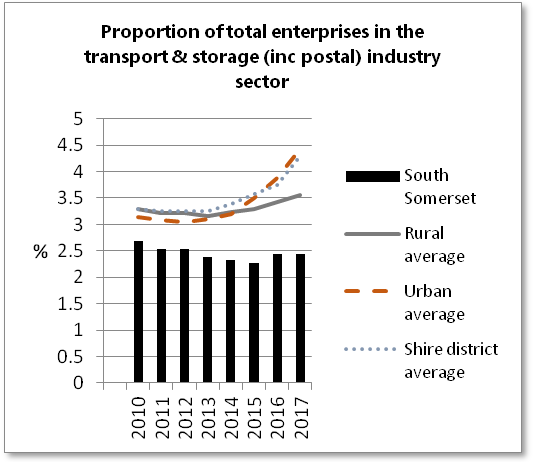 Proportion of total enterprises in the
transport & storage (inc postal) industry
sector
5
4.5
4
3.5
3
2.5
2
1.5
1
0.5
0
%
2010
2011
2012
2013
2014
2015
2016
2017
South
Somerset
Rural
average
Urban
average
Shire district
average